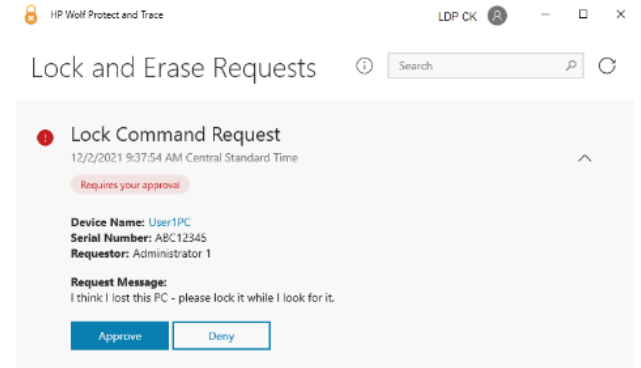 HP Wolf Protect and Trace
LDP CK
Lock and Erase Requests
Search
Lock Command Request
12/2/2021 9:37:54 AM Central Standard Time
Requires your approval
Device Name: User1PC
Serial Number: ABC12345
Requestor: Administrator 1
Request Message:
I think I lost this PC - please lock it while I look for it.
Approve
Deny